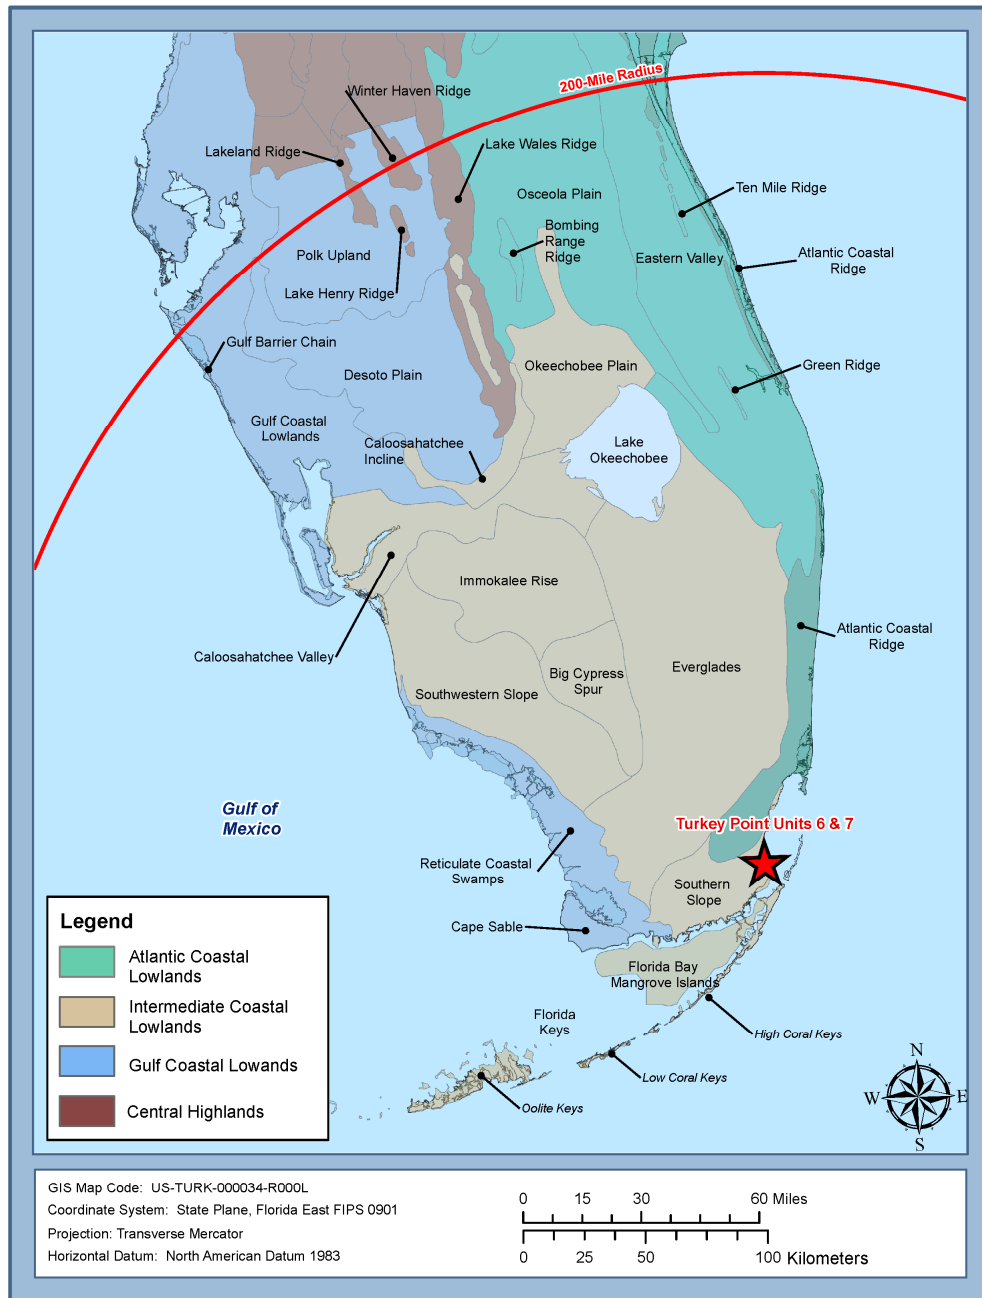 200-Mile Radius
Winter Haven Ridge
Lakeland Ridge
Lake Wales Ridge
Osceola Plain
Ten Mile Ridge
Bombing
Range
Ridge
Polk Upland
Eastern Valley
Atlantic Coastal
Ridge
Lake Henry Ridge
Gulf Barrier Chain
Desoto Plain
Okeechobee Plain
Green Ridge
Gulf Coastal
Lowlands
Caloosahatchee
Incline
Lake
Okeechobee
Immokalee Rise
Atlantic Coastal
Ridge
Caloosahatchee Valley
Everglades
Big Cypress
Spur
Southwestern Slope
Gulf of
Mexico
Turkey Point Units 6 & 7
Reticulate Coastal
Swamps
Southern
Slope
Cape Sable
Florida Bay
Mangrove Islands
Florida
Keys
High Coral Keys
Low Coral Keys
Oolite Keys
Legend
Atlantic Coastal
Lowlands
Intermediate Coastal
Lowlands
Gulf Coastal Lowands
Central Highlands
N
W E
S
GIS Map Code: US-TURK-000034-R000L
Coordinate System: State Plane, Florida East FIPS 0901
Projection: Transverse Mercator
Horizontal Datum: North American Datum 1983
0 15 30 60 Miles
0 25 50 100 Kilometers